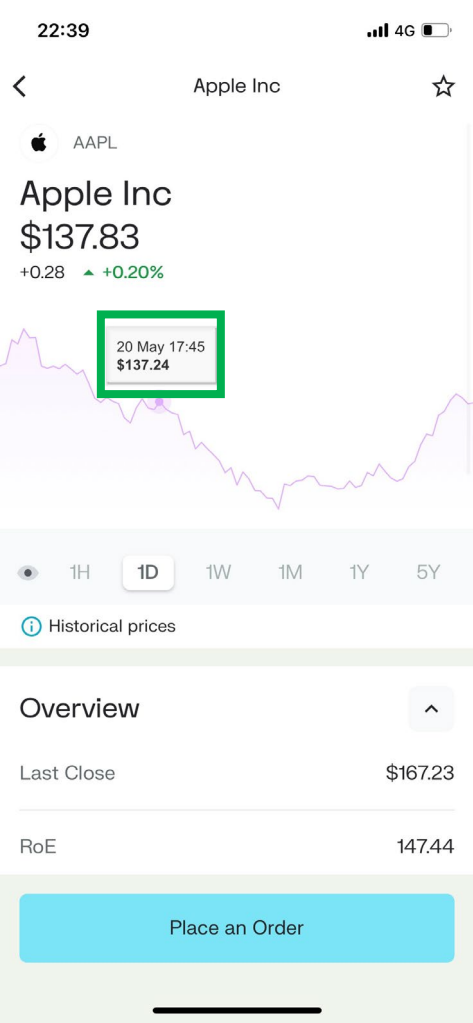 22:39
4G
Apple Inc
AAPL
Apple Inc
$137.83
+0.28 +0.20%
20 May 17:45
$137.24
1H 1D 1W 1M 1Y 5Y
Historical prices
Overview
Last Close $167.23
RoE 147.44
Place an Order